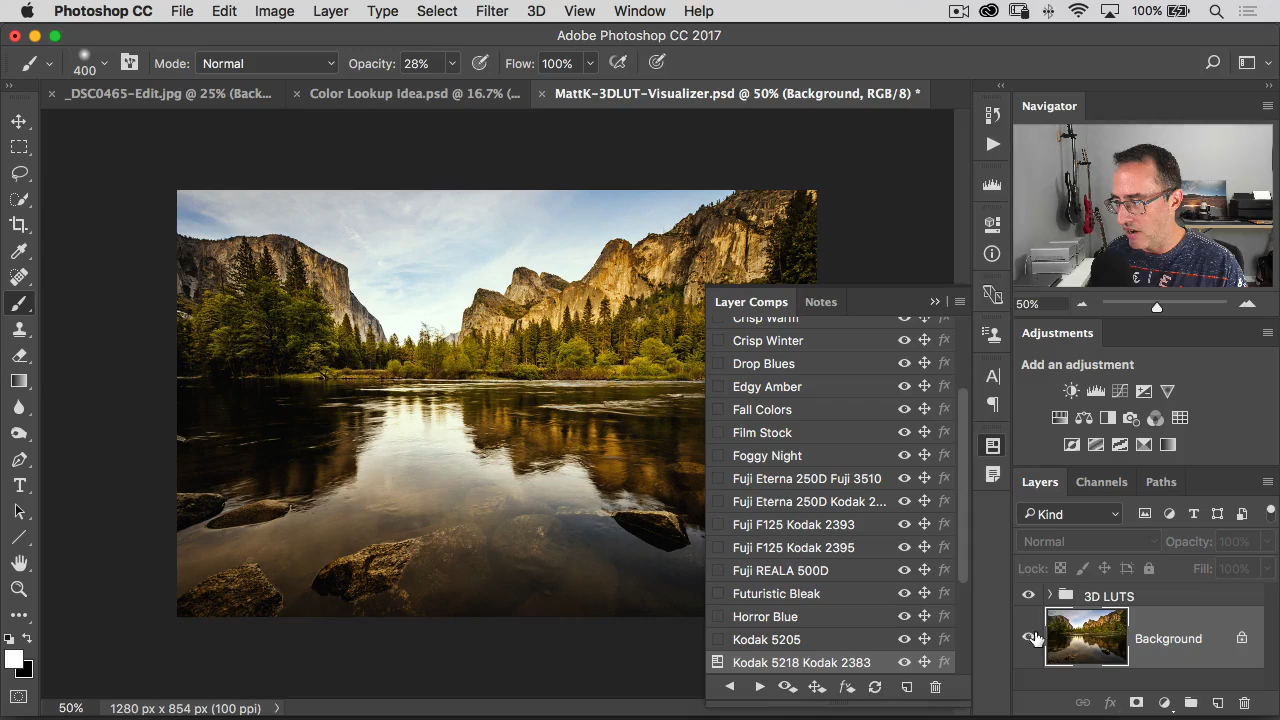 Photoshop CC File Edit Image Layer Type Select Filter 3D View Window Help 100%
Adobe Photoshop CC 2017
400 Mode: Normal Opacity: 28% Flow: 100%
_DSC0465-Edit.jpg @ 25% (Back... Color Lookup Idea.psd @ 16.7% (... MattK-3DLUT-Visualizer.psd @ 50% (Background, RGB/8) *
Navigator
50%
Layer Comps Notes
Crisp Warm
Crisp Winter
Drop Blues
Edgy Amber
Fall Colors
Film Stock
Foggy Night
Fuji Eterna 250D Fuji 3510
Fuji Eterna 250D Kodak 2...
Fuji F125 Kodak 2393
Fuji F125 Kodak 2395
Fuji REALA 500D
Futuristic Bleak
Horror Blue
Kodak 5205
Kodak 5218 Kodak 2383
Adjustments
Add an adjustment
Layers Channels Paths
Kind
Normal Opacity: 100%
Lock: Fill: 100%
3D LUTS
Background
50% 1280 px x 854 px (100 ppi)